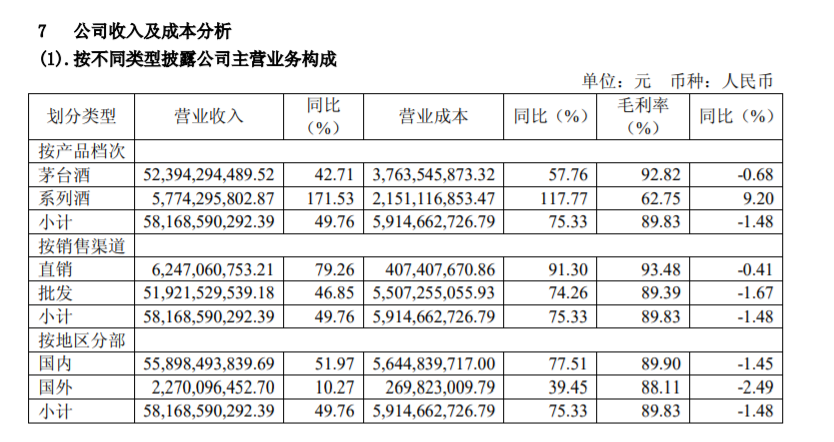 7 公司收入及成本分析
(1). 按不同类型披露公司主营业务构成
单位：元 币种：人民币
划分类型 营业收入 同比（%） 营业成本 同比（%） 毛利率（%） 同比（%）
按产品档次
茅台酒 52,394,294,489.52 42.71 3,763,545,873.32 57.76 92.82 -0.68
系列酒 5,774,295,802.87 171.53 2,151,116,853.47 117.77 62.75 9.20
小计 58,168,590,292.39 49.76 5,914,662,726.79 75.33 89.83 -1.48
按销售渠道
直销 6,247,060,753.21 79.26 407,407,670.86 91.30 93.48 -0.41
批发 51,921,529,539.18 46.85 5,507,255,055.93 74.26 89.39 -1.67
小计 58,168,590,292.39 49.76 5,914,662,726.79 75.33 89.83 -1.48
按地区分部
国内 55,898,493,839.69 51.97 5,644,839,717.00 77.51 89.90 -1.45
国外 2,270,096,452.70 10.27 269,823,009.79 39.45 88.11 -2.49
小计 58,168,590,292.39 49.76 5,914,662,726.79 75.33 89.83 -1.48